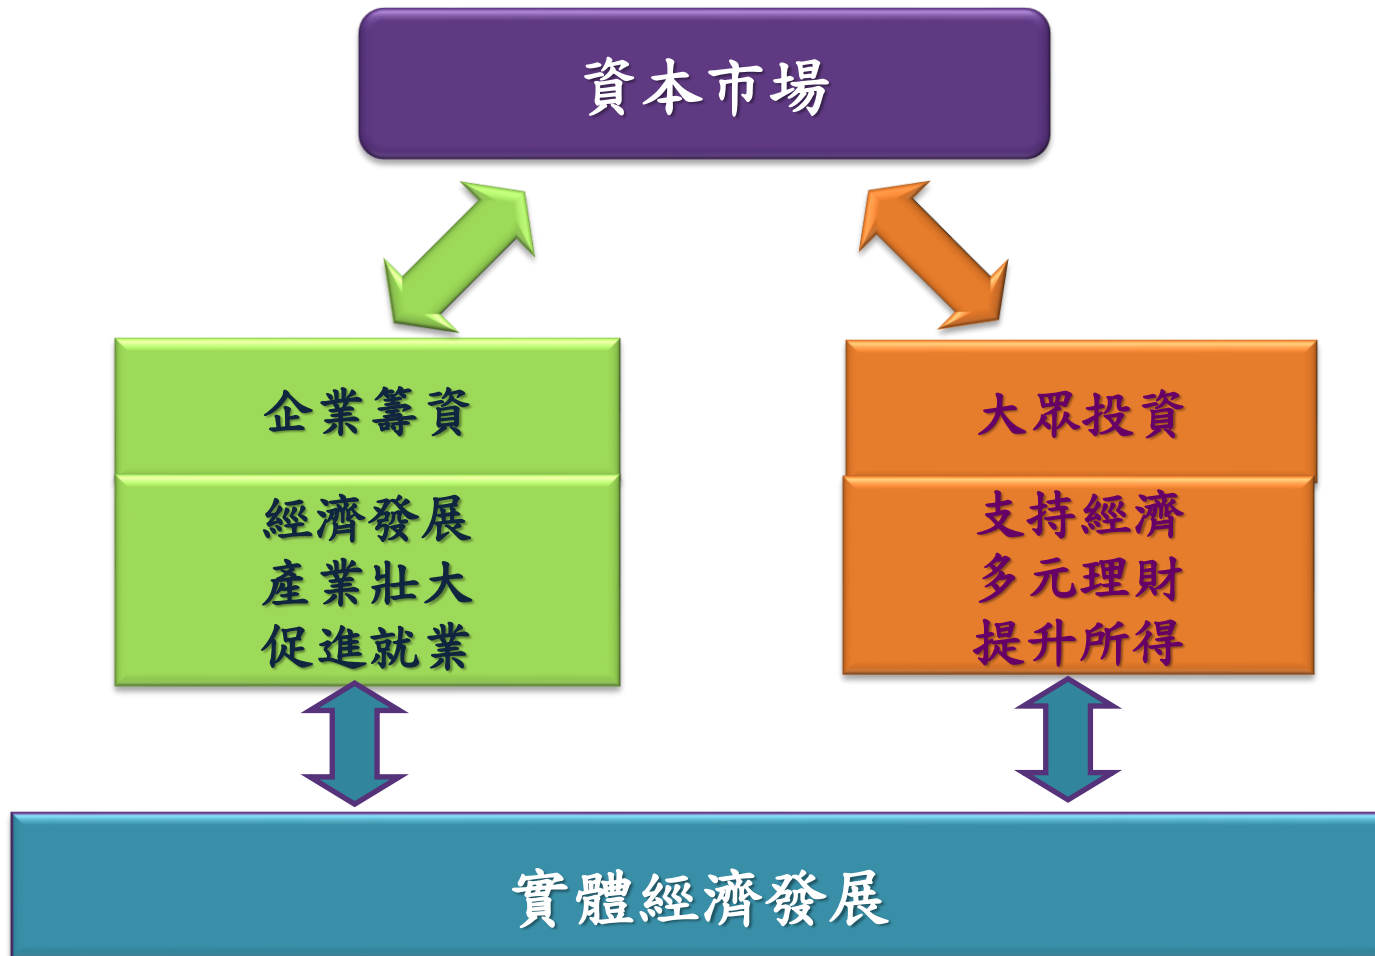 資本市場
企業籌資
經濟發展
產業壯大
促進就業
大眾投資
支持經濟
多元理財
提升所得
實體經濟發展